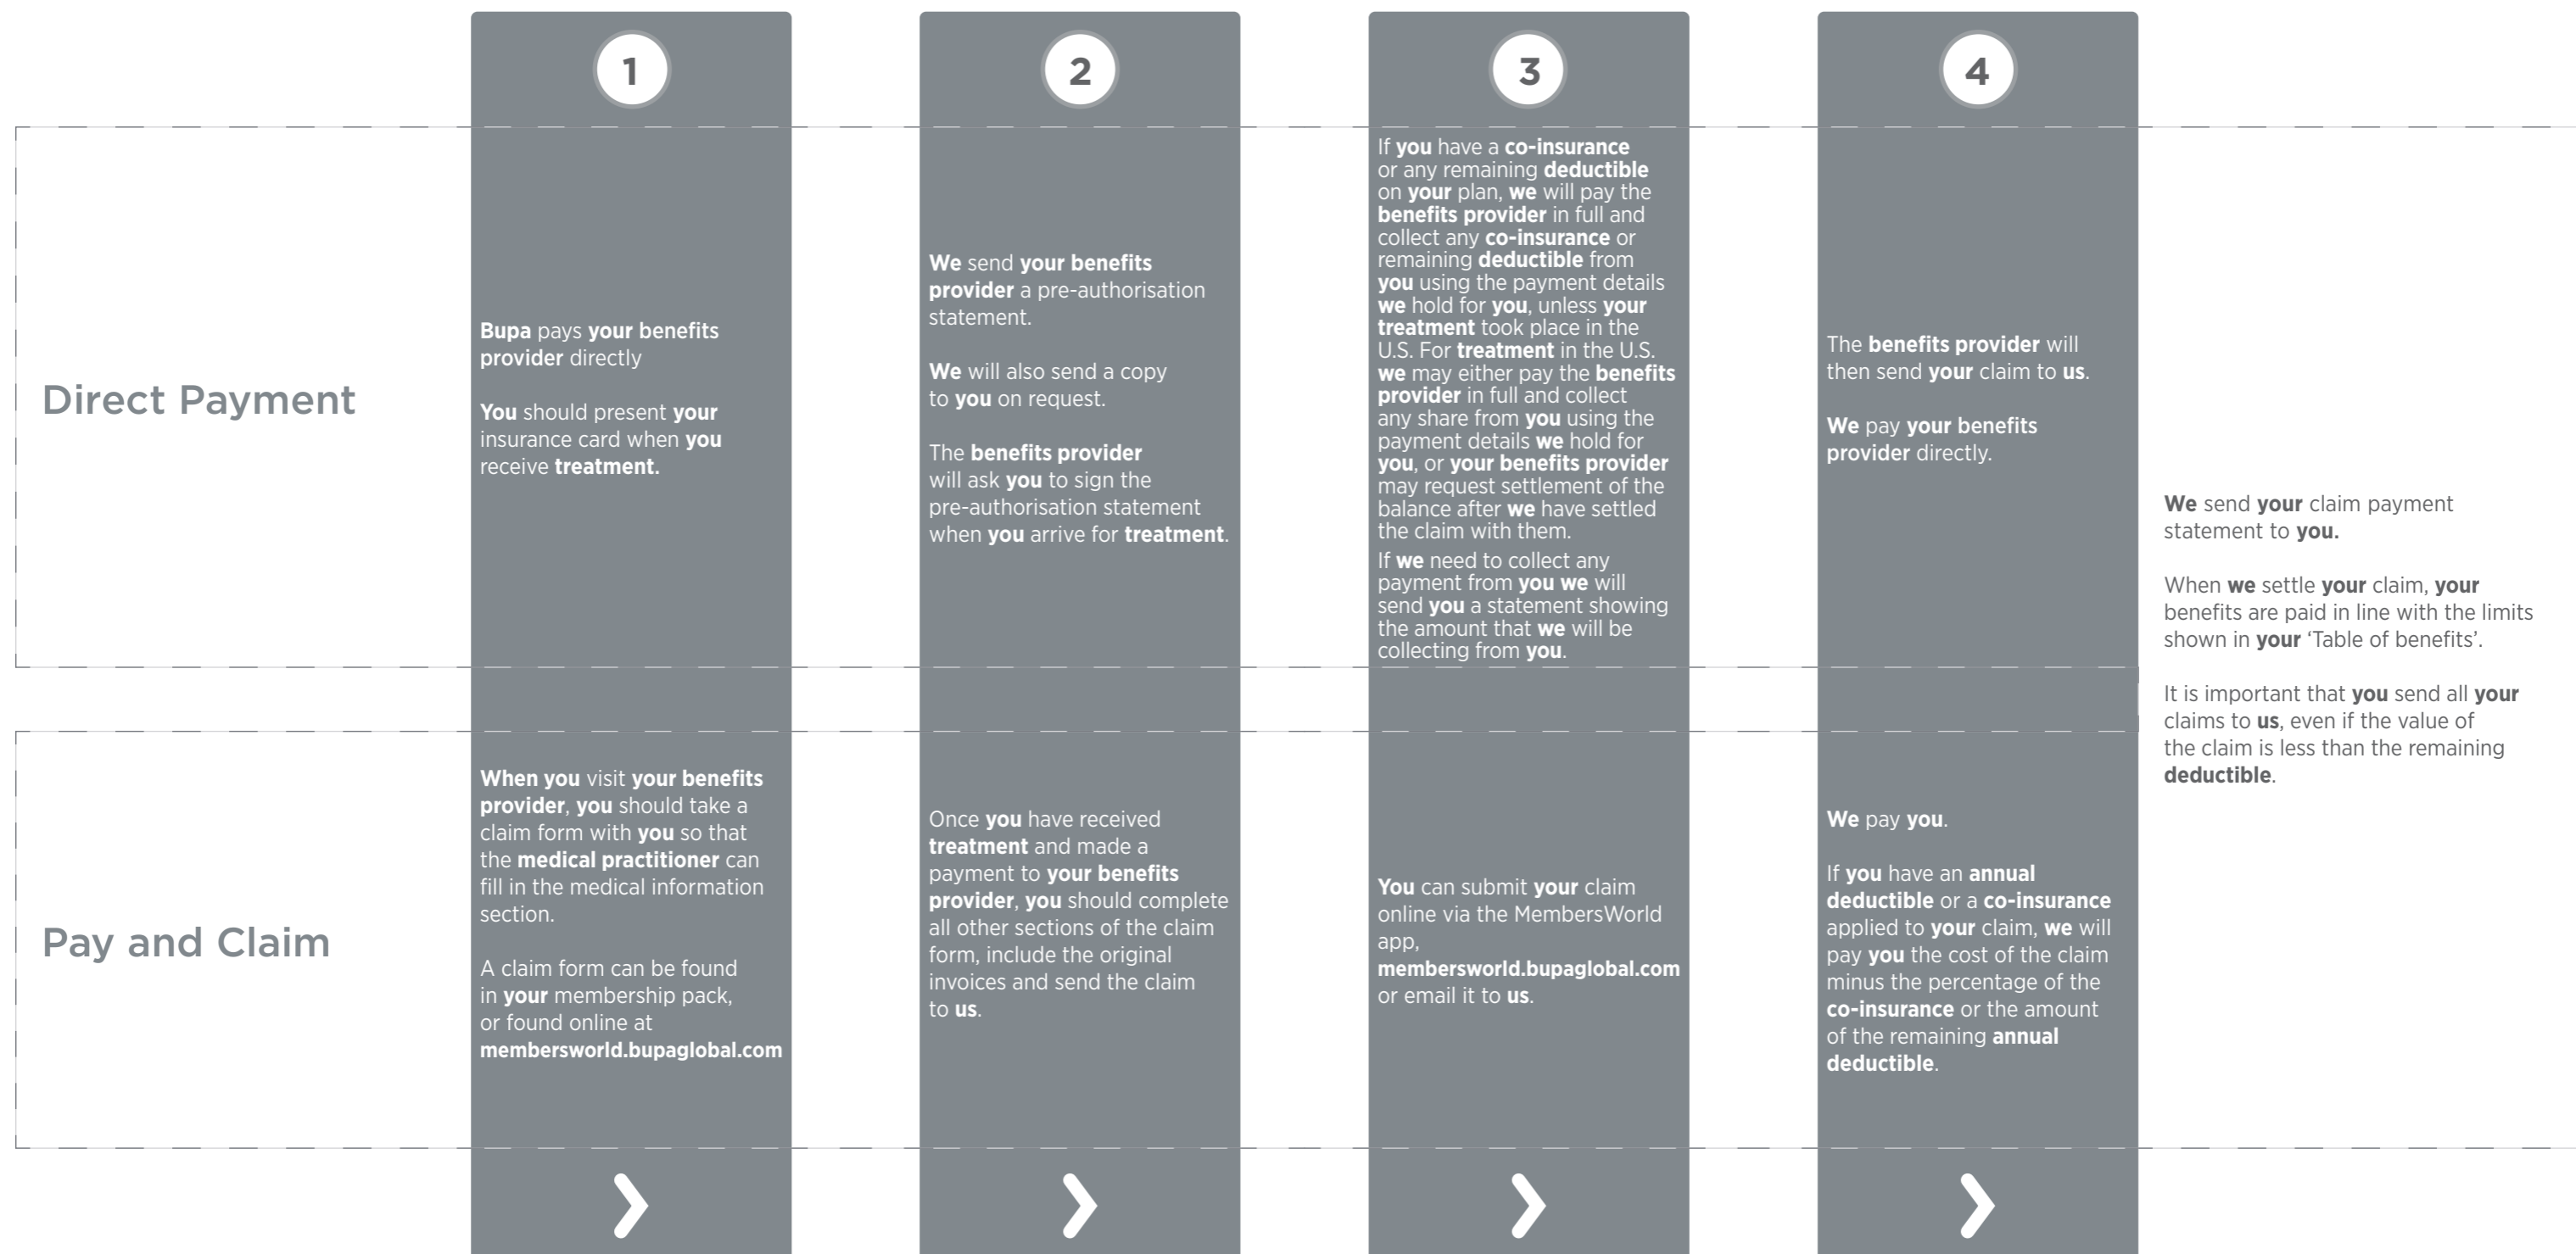 1
2
3
4
Direct Payment
Bupa pays your benefits
provider directly
You should present your
insurance card when you
receive treatment.
We send your benefits
provider a pre-authorisation
statement.
We will also send a copy
to you on request.
The benefits provider
will ask you to sign the
pre-authorisation statement
when you arrive for treatment.
If you have a co-insurance
or any remaining deductible
on your plan, we will pay the
benefits provider in full and
collect any co-insurance or
remaining deductible from
you using the payment details
we hold for you, unless your
treatment took place in the
U.S. For treatment in the U.S.
we may either pay the benefits
provider in full and collect
any share from you using the
payment details we hold for
you, or your benefits provider
may request settlement of the
balance after we have settled
the claim with them.
If we need to collect any
payment from you we will
send you a statement showing
the amount that we will be
collecting from you.
The benefits provider will
then send your claim to us.
We pay your benefits
provider directly.
Pay and Claim
When you visit your benefits
provider, you should take a
claim form with you so that
the medical practitioner can
fill in the medical information
section.
A claim form can be found
in your membership pack,
or found online at
membersworld.bupaglobal.com
Once you have received
treatment and made a
payment to your benefits
provider, you should complete
all other sections of the claim
form, include the original
invoices and send the claim
to us.
You can submit your claim
online via the MembersWorld
app,
membersworld.bupaglobal.com
or email it to us.
We pay you.
If you have an annual
deductible or a co-insurance
applied to your claim, we will
pay you the cost of the claim
minus the percentage of the
co-insurance or the amount
of the remaining annual
deductible.
We send your claim payment
statement to you.
When we settle your claim, your
benefits are paid in line with the limits
shown in your ‘Table of benefits’.
It is important that you send all your
claims to us, even if the value of
the claim is less than the remaining
deductible.